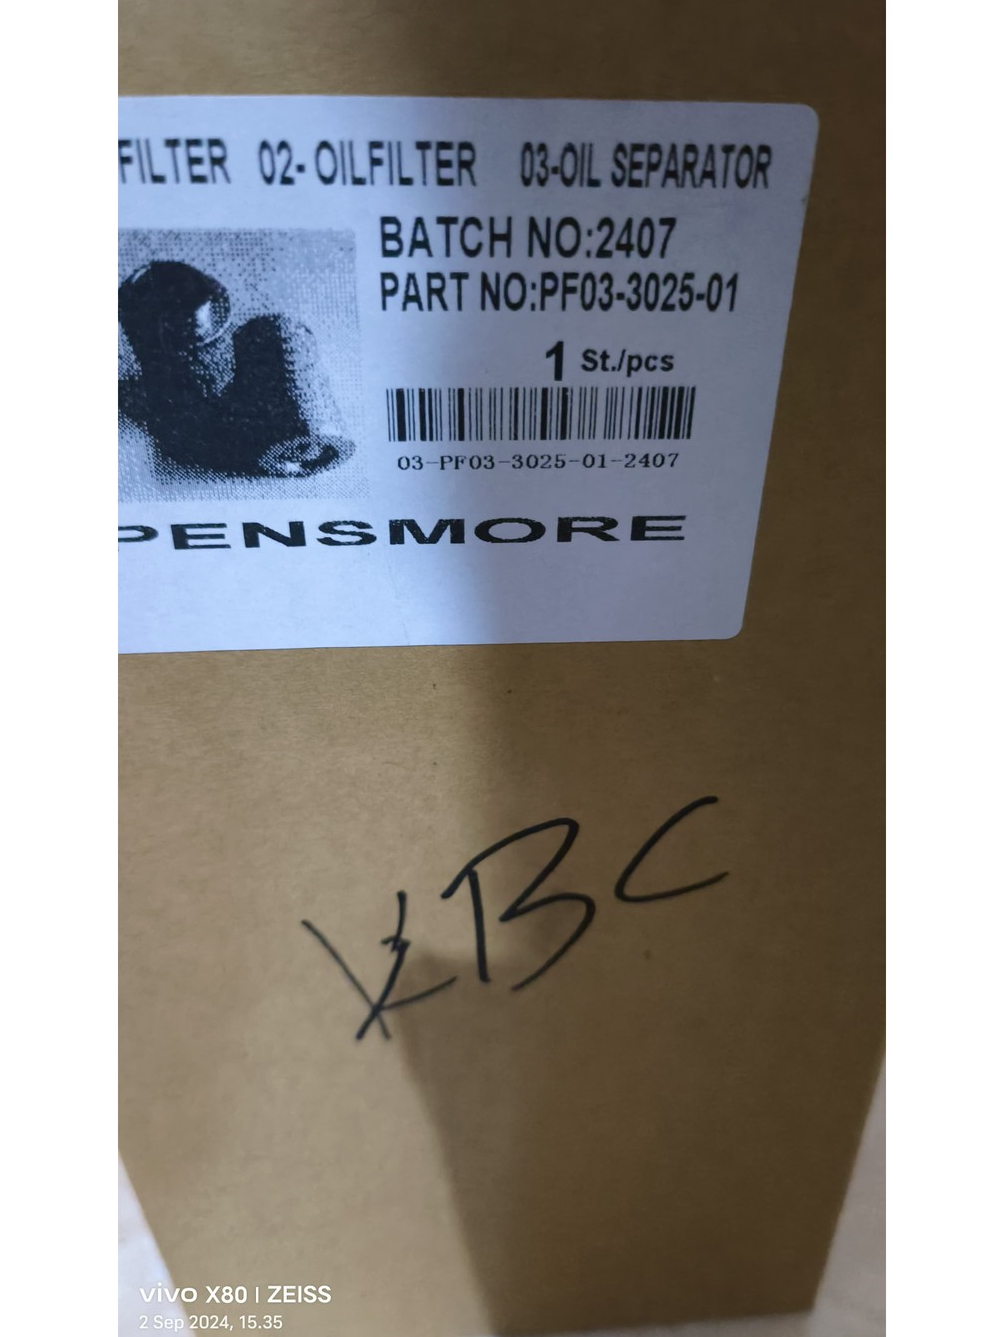 FILTER 02- OILFILTER 03-OIL SEPARATOR
BATCH NO:2407
PART NO:PF03-3025-01
1 St./pcs
03-PF03-3025-01-2407
PENSMORE
KBC
vivo X80 | ZEISS
2 Sep 2024, 15.35